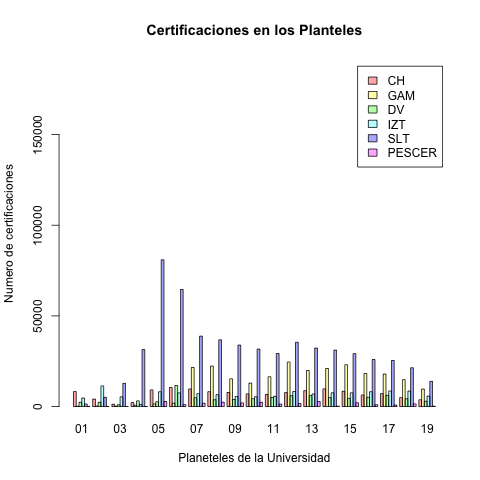 Certificaciones en los Planteles
CH
GAM
DV
IZT
SLT
PESCER
Numero de certificaciones
150000
100000
50000
0
01 03 05 07 09 11 13 15 17 19
Planeteles de la Universidad